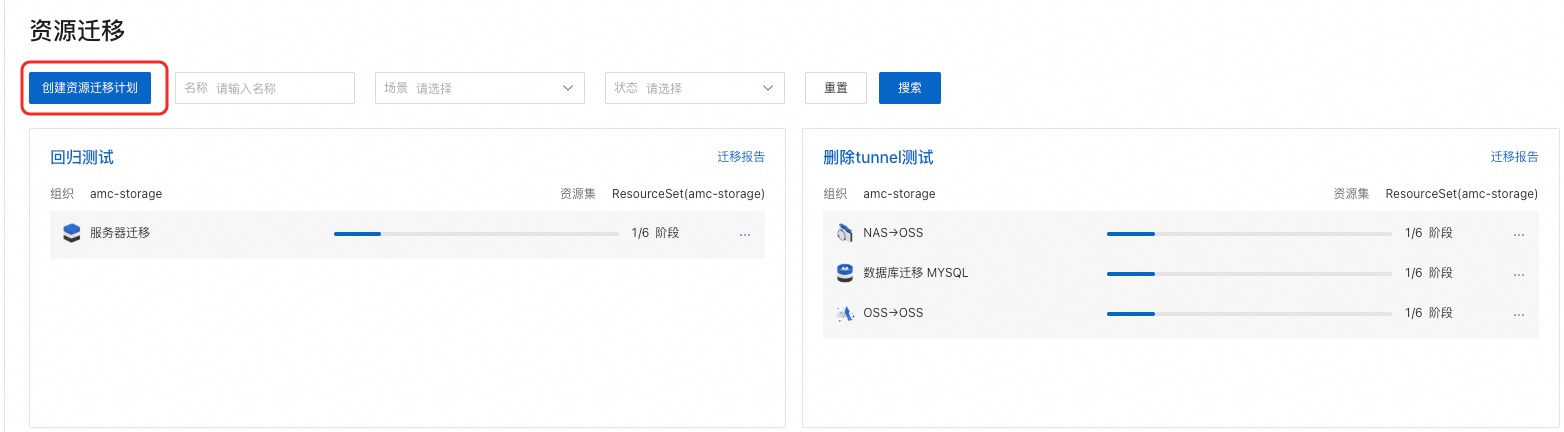 资源迁移
创建资源迁移计划 名称 请输入名称 场景 请选择 状态 请选择 重置 搜索
回归测试 迁移报告
组织 amc-storage 资源集 ResourceSet(amc-storage)
服务器迁移 1/6 阶段 ...
删除tunnel测试 迁移报告
组织 amc-storage 资源集 ResourceSet(amc-storage)
NAS→OSS 1/6 阶段 ...
数据库迁移 MYSQL 1/6 阶段 ...
OSS→OSS 1/6 阶段 ...